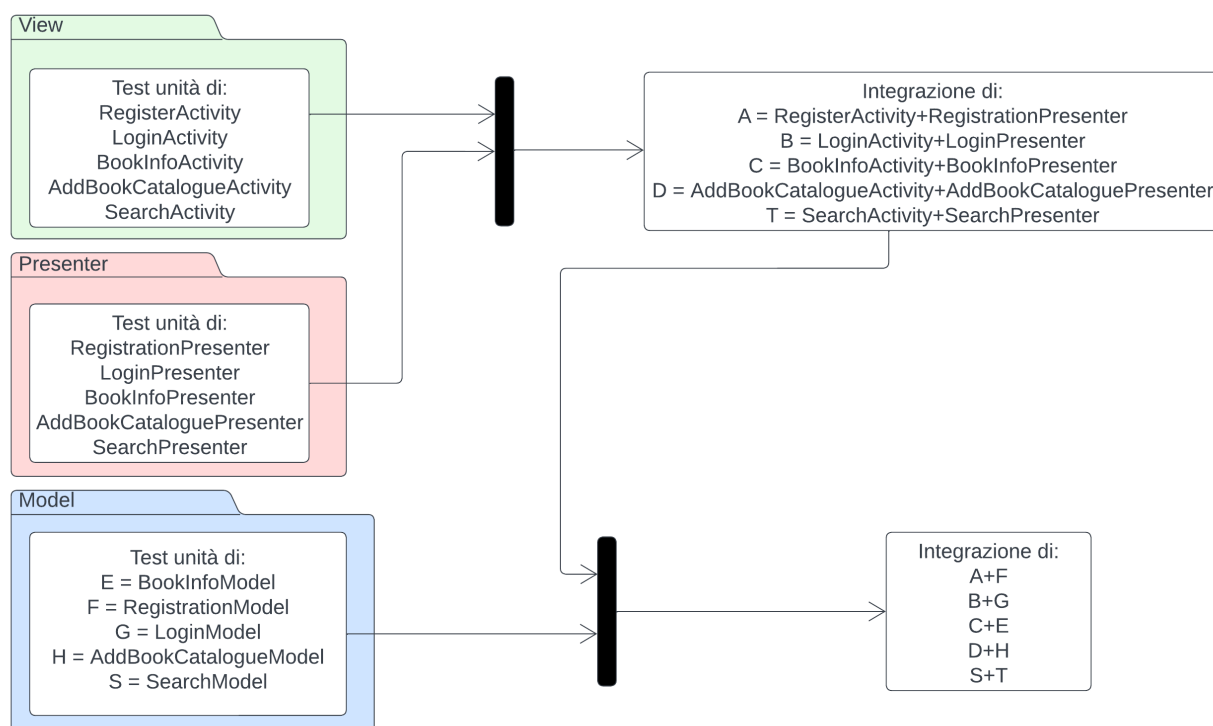 View
Test unità di:
RegisterActivity
LoginActivity
BookInfoActivity
AddBookCatalogueActivity
SearchActivity
Integrazione di:
A = RegisterActivity+RegistrationPresenter
B = LoginActivity+LoginPresenter
C = BookInfoActivity+BookInfoPresenter
D = AddBookCatalogueActivity+AddBookCataloguePresenter
T = SearchActivity+SearchPresenter
Presenter
Test unità di:
RegistrationPresenter
LoginPresenter
BookInfoPresenter
AddBookCataloguePresenter
SearchPresenter
Model
Test unità di:
E = BookInfoModel
F = RegistrationModel
G = LoginModel
H = AddBookCatalogueModel
S = SearchModel
Integrazione di:
A+F
B+G
C+E
D+H
S+T